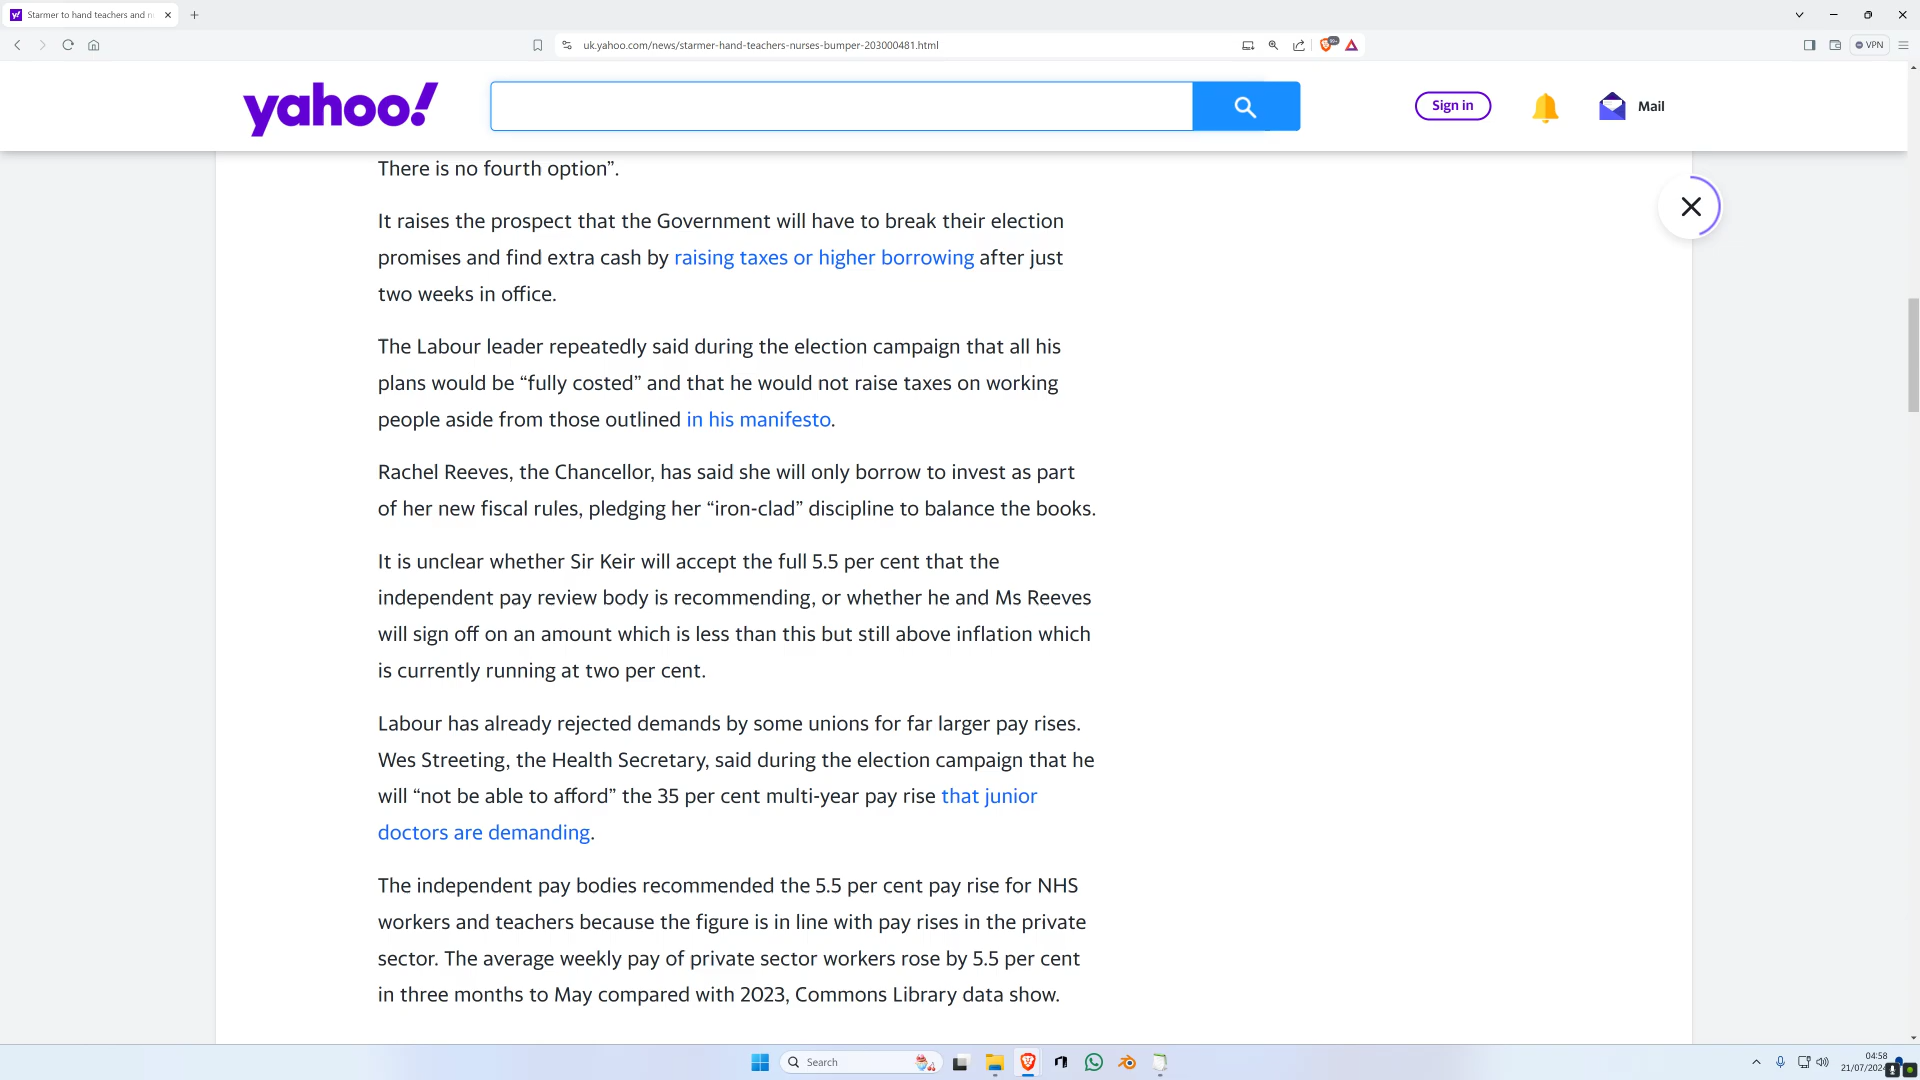 Starmer to hand teachers and n
uk.yahoo.com/news/starmer-hand-teachers-nurses-bumper-203000481.html
99+
VPN
yahoo!
Sign in
Mail
There is no fourth option”.
It raises the prospect that the Government will have to break their election
promises and find extra cash by raising taxes or higher borrowing after just
two weeks in office.
The Labour leader repeatedly said during the election campaign that all his
plans would be “fully costed” and that he would not raise taxes on working
people aside from those outlined in his manifesto.
Rachel Reeves, the Chancellor, has said she will only borrow to invest as part
of her new fiscal rules, pledging her “iron-clad” discipline to balance the books.
It is unclear whether Sir Keir will accept the full 5.5 per cent that the
independent pay review body is recommending, or whether he and Ms Reeves
will sign off on an amount which is less than this but still above inflation which
is currently running at two per cent.
Labour has already rejected demands by some unions for far larger pay rises.
Wes Streeting, the Health Secretary, said during the election campaign that he
will “not be able to afford” the 35 per cent multi-year pay rise that junior
doctors are demanding.
The independent pay bodies recommended the 5.5 per cent pay rise for NHS
workers and teachers because the figure is in line with pay rises in the private
sector. The average weekly pay of private sector workers rose by 5.5 per cent
in three months to May compared with 2023, Commons Library data show.
Search
04:58